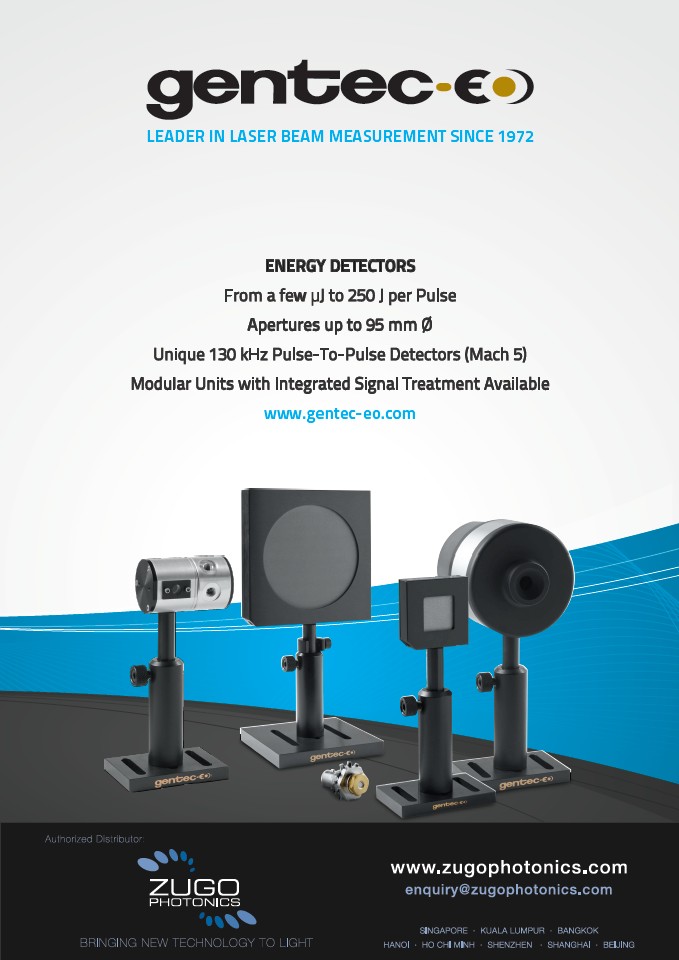 gentec-eo
LEADER IN LASER BEAM MEASUREMENT SINCE 1972
ENERGY DETECTORS
From a few µJ to 250 J per Pulse
Apertures up to 95 mm Ø
Unique 130 kHz Pulse-To-Pulse Detectors (Mach 5)
Modular Units with Integrated Signal Treatment Available
www.gentec-eo.com
gentec-eo
gentec-eo
gentec-eo
gentec-eo
Authorized Distributor:
ZUGO
PHOTONICS
BRINGING NEW TECHNOLOGY TO LIGHT
www.zugophotonics.com
enquiry@zugophotonics.com
SINGAPORE · KUALA LUMPUR · BANGKOK
HANOI · HO CHI MINH · SHENZHEN · SHANGHAI · BEIJING